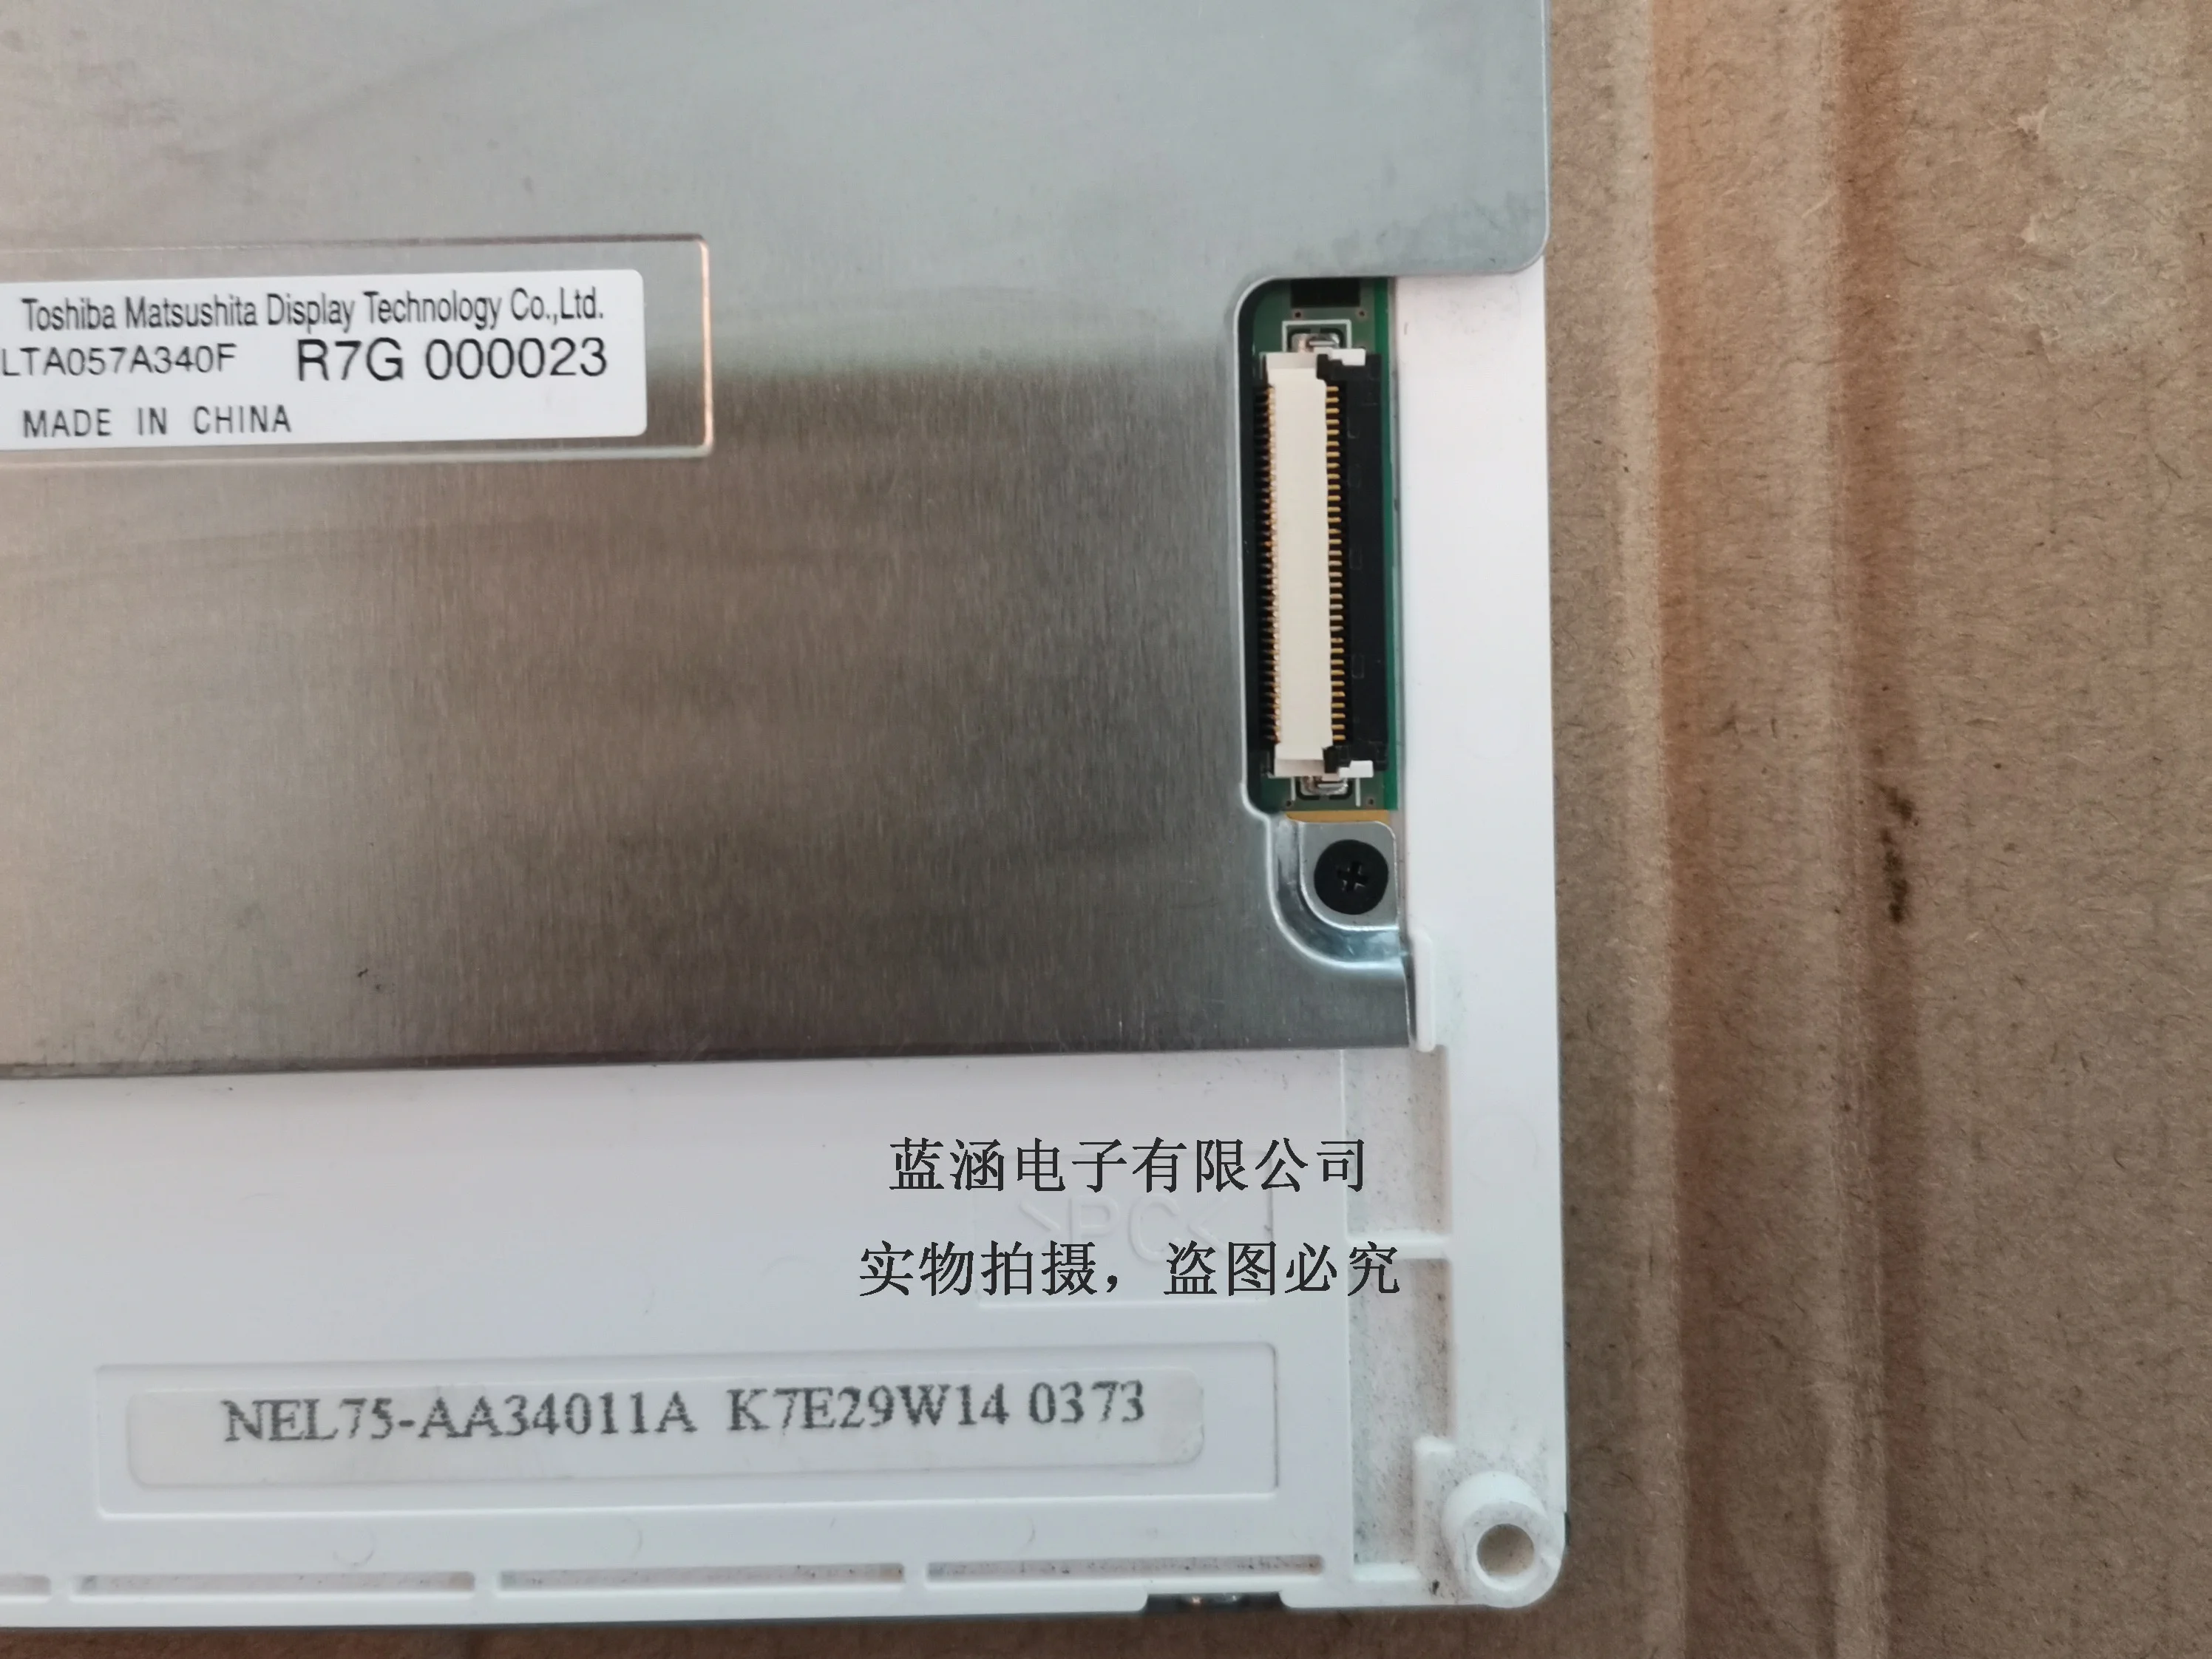 Toshiba Matsushita Display Technology Co.,Ltd.
LTA057A340F R7G 000023
MADE IN CHINA
蓝涵电子有限公司
>PC<
实物拍摄，盗图必究
NEL75-AA34011A K7E29W14 0373